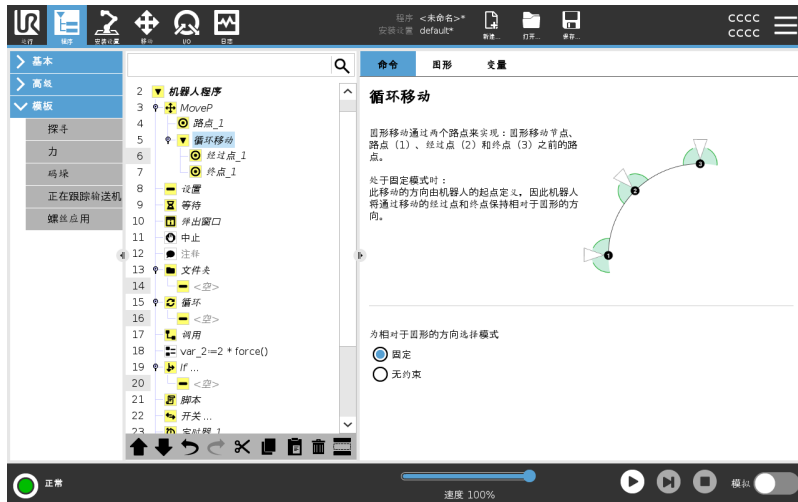 UR
运行
程序
安装设置
移动
I/O
日志
程序 <未命名>*
安装设置 default*
新建...
打开...
保存...
CCCC
CCCC
基本
高级
模板
探寻
力
码垛
正在跟踪输送机
螺丝应用
2 机器人程序
3 MoveP
4 路点_1
5 循环移动
6 经过点_1
7 终点_1
8 设置
9 等待
10 弹出窗口
11 中止
12 注释
13 文件夹
14 <空>
15 循环
16 <空>
17 调用
18 var_2:=2 * force()
19 If ...
20 <空>
21 脚本
22 开关 ...
23 定时器_1
命令
图形
变量
循环移动
圆形移动通过两个路点来实现：圆形移动节点、
路点（1）、经过点（2）和终点（3）之前的路
点。
处于固定模式时：
此移动的方向由机器人的起点定义，因此机器人
将通过移动的经过点和终点保持相对于圆形的方
向。
1
2
3
为相对于圆形的方向选择模式
固定
无约束
正常
速度 100%
模拟